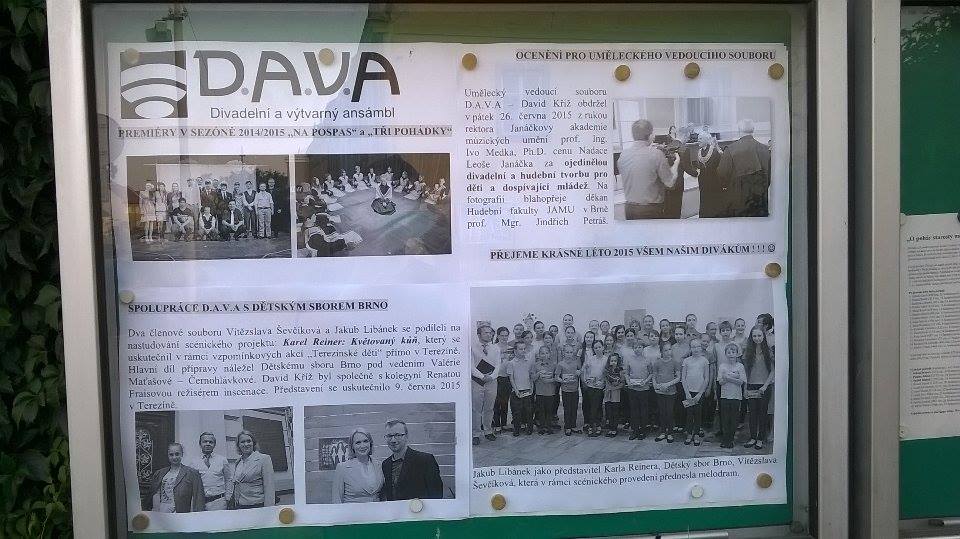 D.A.V.A
Divadelní a výtvarný ansámbl
PREMIÉRY V SEZÓNĚ 2014/2015 „NA POSPAS“ a „TŘI POHÁDKY“
OCENĚNÍ PRO UMĚLECKÉHO VEDOUCÍHO SOUBORU
Umělecký vedoucí souboru
D.A.V.A – David Kříž obdržel
v pátek 26. června 2015 z rukou
rektora Janáčkovy akademie
muzických umění prof. Ing.
Ivo Medka, Ph.D. cenu Nadace
Leoše Janáčka za ojedinělou
divadelní a hudební tvorbu pro
děti a dospívající mládež. Na
fotografii blahopřeje děkan
Hudební fakulty JAMU v Brně
prof. Mgr. Jindřich Petráš.
PŘEJEME KRÁSNÉ LÉTO 2015 VŠEM NAŠIM DIVÁKŮM ! ! ! ☺
SPOLUPRÁCE D.A.V.A S DĚTSKÝM SBOREM BRNO
Dva členové souboru Vitězslava Ševčíková a Jakub Libánek se podíleli na
nastudování scénického projektu: Karel Reiner: Květovaný kůň, který se
uskutečnil v rámci vzpomínkových akcí „Terezínské děti“ přímo v Terezíně.
Hlavní díl přípravy náležel Dětskému sboru Brno pod vedením Valérie
Maťašové – Černohlávkové. David Kříž byl společně s kolegyní Renatou
Fraisovou režisérem inscenace. Představení se uskutečnilo 9. června 2015
v Terezíně.
Jakub Libánek jako představitel Karla Reinera, Dětský sbor Brno, Vitězslava
Ševčíková, která v rámci scénického provedení přednesla melodram.